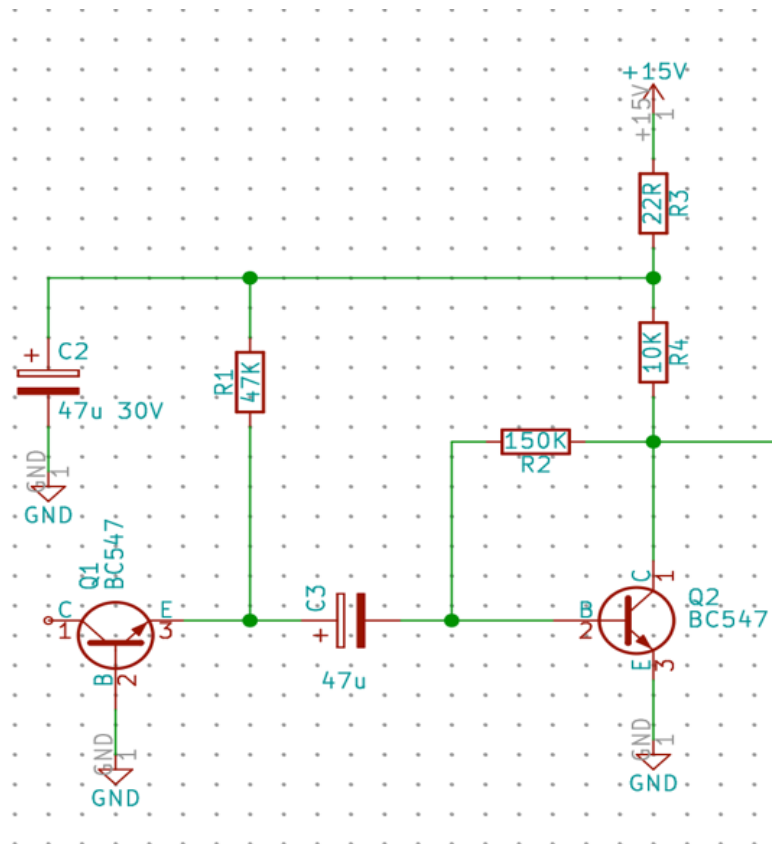 +15V
+15V
1
22R
R3
+
C2
47u 30V
R1
47K
10K
R4
150K
R2
GND
1
GND
Q1
BC547
C
1
E
3
B
2
C3
+
47u
B
2
C
1
Q2
BC547
E
3
GND
1
GND
GND
1
GND